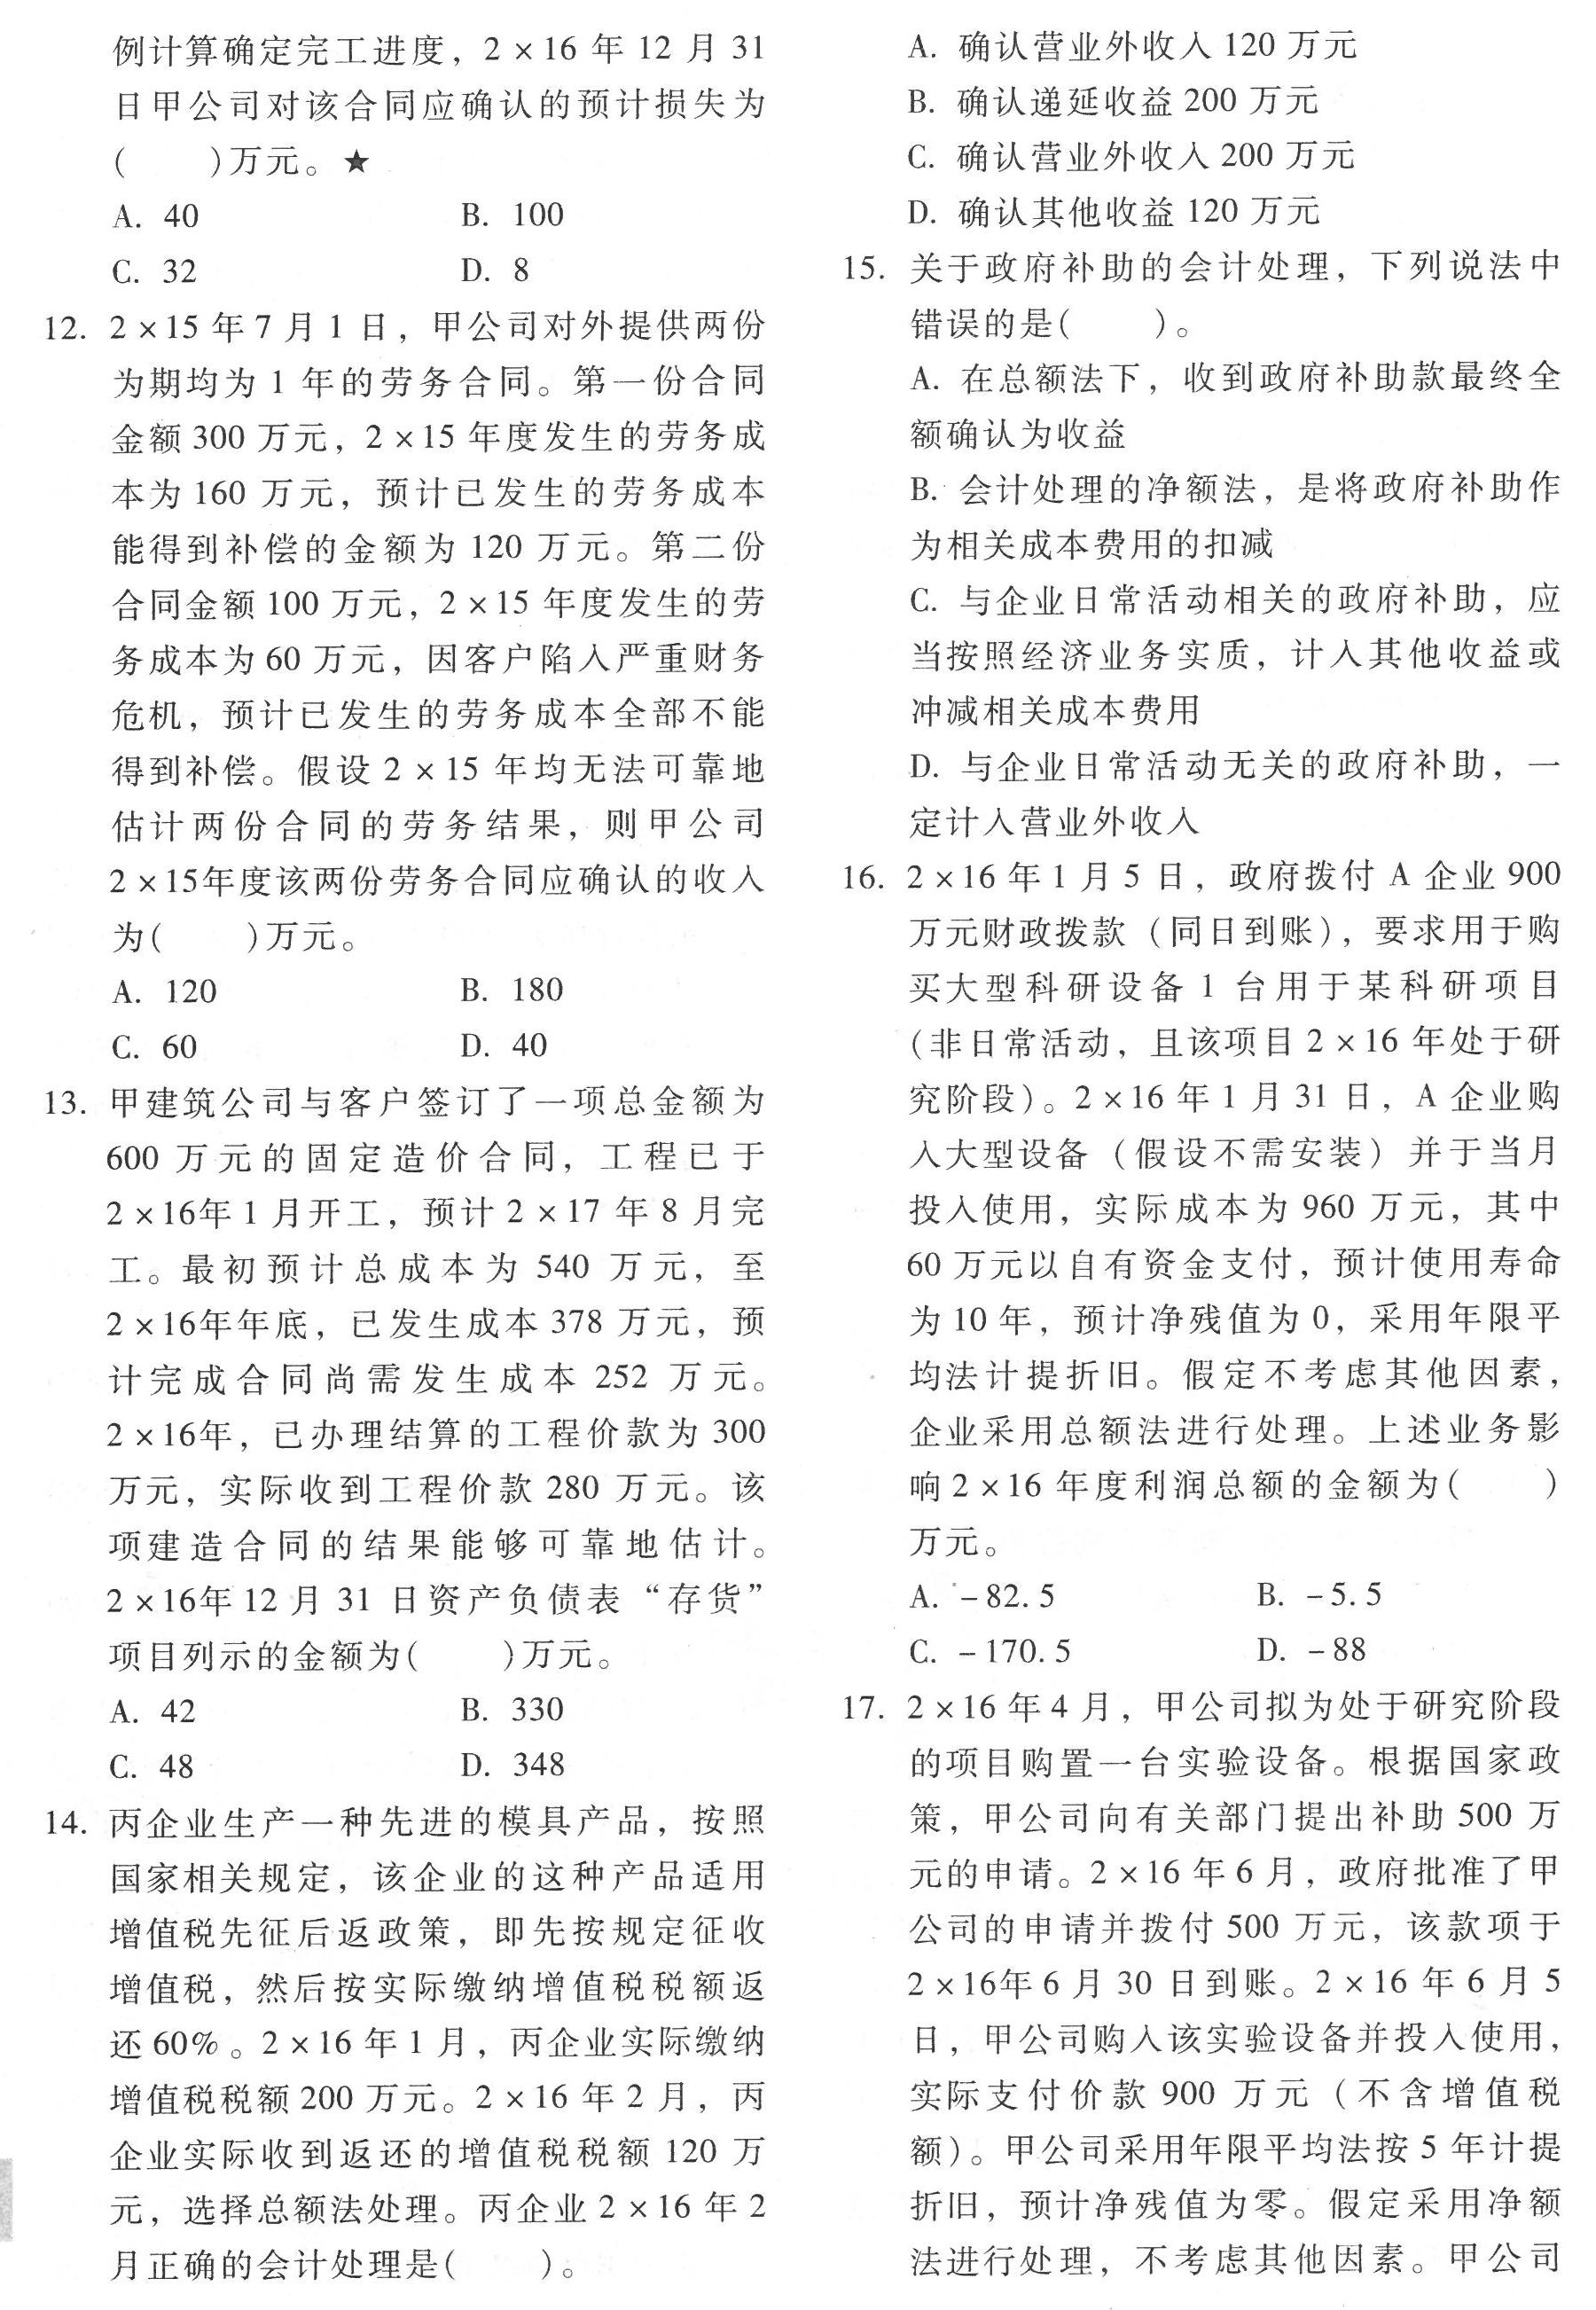 例计算确定完工进度，2×16 年 12 月 31
日甲公司对该合同应确认的预计损失为
(　　)万元。★
A. 40　　B. 100
C. 32　　D. 8
12. 2×15 年 7 月 1 日，甲公司对外提供两份
为期均为 1 年的劳务合同。第一份合同
金额 300 万元，2×15 年度发生的劳务成
本为 160 万元，预计已发生的劳务成本
能得到补偿的金额为 120 万元。第二份
合同金额 100 万元，2×15 年度发生的劳
务成本为 60 万元，因客户陷入严重财务
危机，预计已发生的劳务成本全部不能
得到补偿。假设 2×15 年均无法可靠地
估计两份合同的劳务结果，则甲公司
2×15年度该两份劳务合同应确认的收入
为(　　)万元。
A. 120　　B. 180
C. 60　　D. 40
13. 甲建筑公司与客户签订了一项总金额为
600 万元的固定造价合同，工程已于
2×16年 1 月开工，预计 2×17 年 8 月完
工。最初预计总成本为 540 万元，至
2×16年年底，已发生成本 378 万元，预
计完成合同尚需发生成本 252 万元。
2×16年，已办理结算的工程价款为 300
万元，实际收到工程价款 280 万元。该
项建造合同的结果能够可靠地估计。
2×16年 12 月 31 日资产负债表“存货”
项目列示的金额为(　　)万元。
A. 42　　B. 330
C. 48　　D. 348
14. 丙企业生产一种先进的模具产品，按照
国家相关规定，该企业的这种产品适用
增值税先征后返政策，即先按规定征收
增值税，然后按实际缴纳增值税税额返
还 60%。2×16 年 1 月，丙企业实际缴纳
增值税税额 200 万元。2×16 年 2 月，丙
企业实际收到返还的增值税税额 120 万
元，选择总额法处理。丙企业 2×16 年 2
月正确的会计处理是(　　)。
A. 确认营业外收入 120 万元
B. 确认递延收益 200 万元
C. 确认营业外收入 200 万元
D. 确认其他收益 120 万元
15. 关于政府补助的会计处理，下列说法中
错误的是(　　)。
A. 在总额法下，收到政府补助款最终全
额确认为收益
B. 会计处理的净额法，是将政府补助作
为相关成本费用的扣减
C. 与企业日常活动相关的政府补助，应
当按照经济业务实质，计入其他收益或
冲减相关成本费用
D. 与企业日常活动无关的政府补助，一
定计入营业外收入
16. 2×16 年 1 月 5 日，政府拨付 A 企业 900
万元财政拨款（同日到账），要求用于购
买大型科研设备 1 台用于某科研项目
(非日常活动，且该项目 2×16 年处于研
究阶段)。2×16 年 1 月 31 日，A 企业购
入大型设备（假设不需安装）并于当月
投入使用，实际成本为 960 万元，其中
60 万元以自有资金支付，预计使用寿命
为 10 年，预计净残值为 0，采用年限平
均法计提折旧。假定不考虑其他因素，
企业采用总额法进行处理。上述业务影
响 2×16 年度利润总额的金额为(　　)
万元。
A. －82.5　　B. －5.5
C. －170.5　　D. －88
17. 2×16 年 4 月，甲公司拟为处于研究阶段
的项目购置一台实验设备。根据国家政
策，甲公司向有关部门提出补助 500 万
元的申请。2×16 年 6 月，政府批准了甲
公司的申请并拨付 500 万元，该款项于
2×16年 6 月 30 日到账。2×16 年 6 月 5
日，甲公司购入该实验设备并投入使用，
实际支付价款 900 万元（不含增值税
额）。甲公司采用年限平均法按 5 年计提
折旧，预计净残值为零。假定采用净额
法进行处理，不考虑其他因素。甲公司